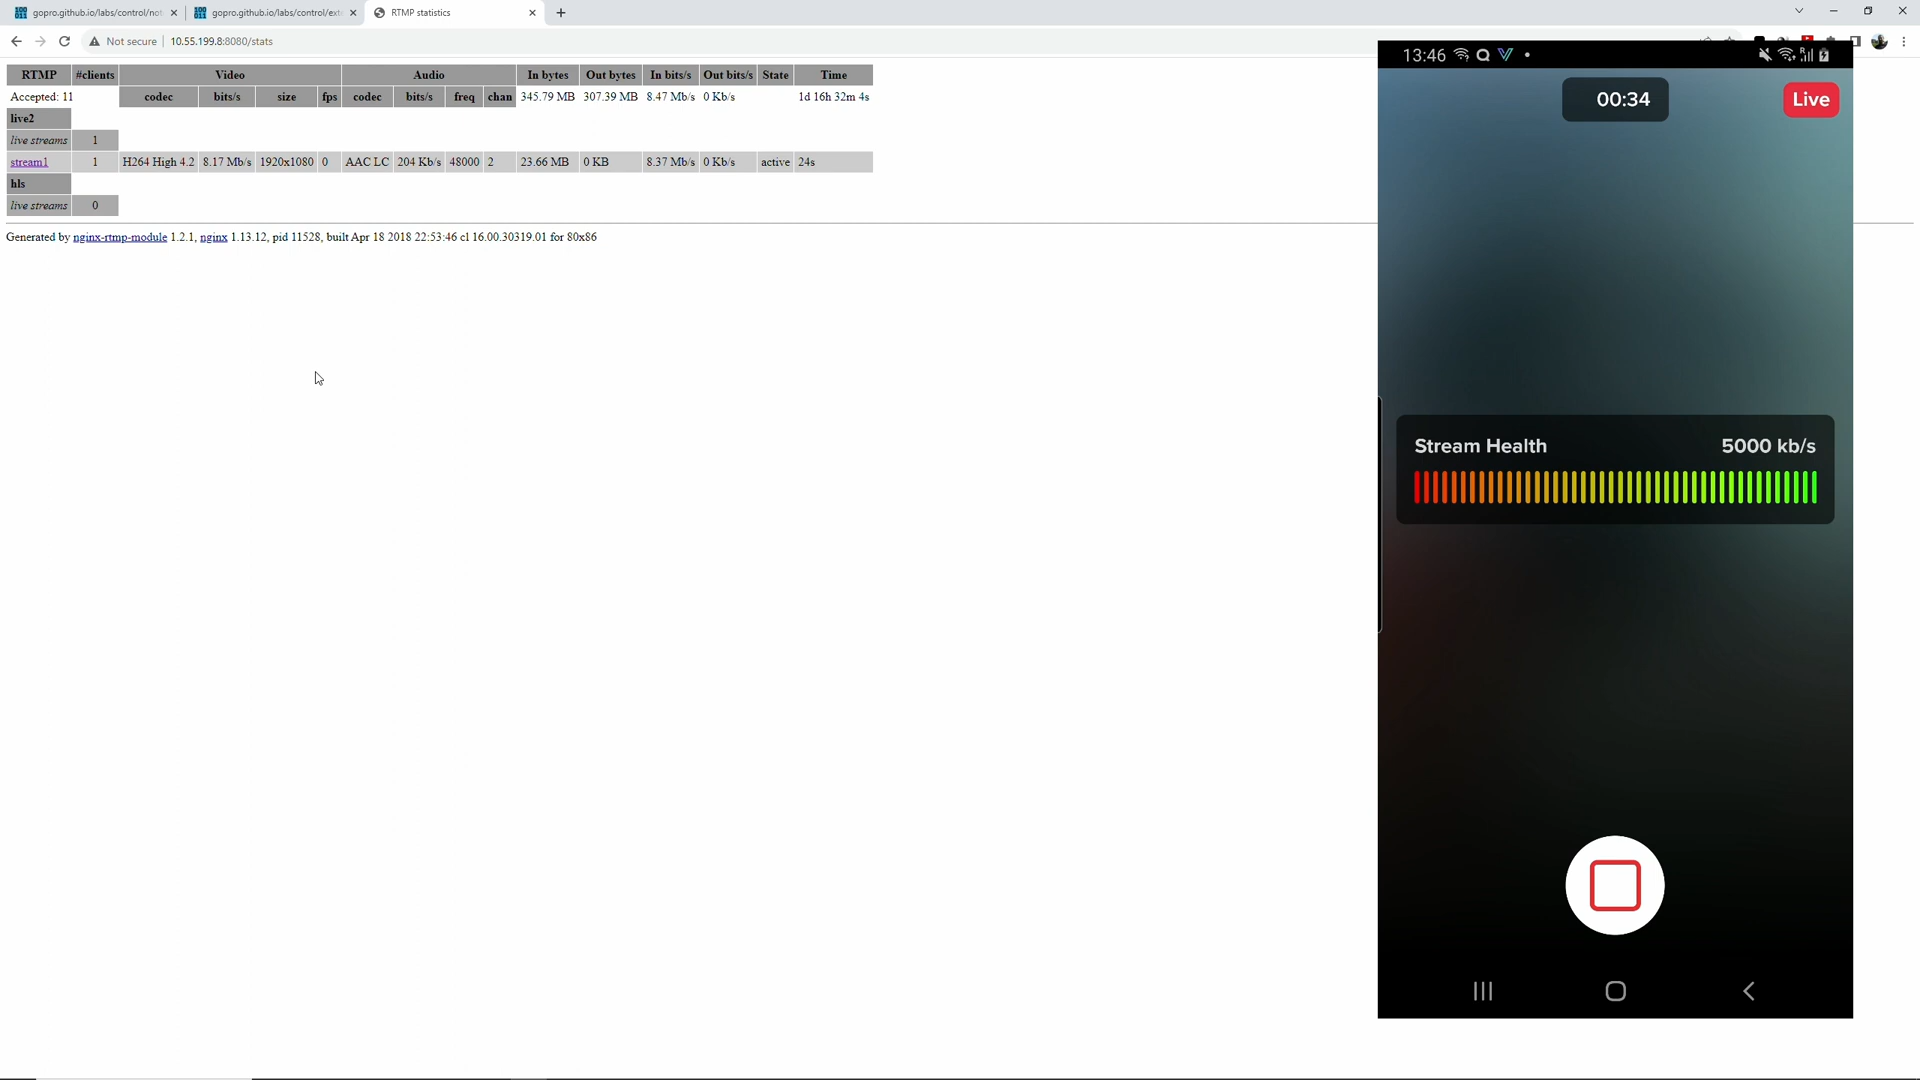 gopro.github.io/labs/control/not
gopro.github.io/labs/control/ext
RTMP statistics
Not secure
10.55.199.8:8080/stats
RTMP #clients Video Audio In bytes Out bytes In bits/s Out bits/s State Time
Accepted: 11 codec bits/s size fps codec bits/s freq chan 345.79 MB 307.39 MB 8.47 Mb/s 0 Kb/s 1d 16h 32m 4s
live2
live streams 1
stream1 1 H264 High 4.2 8.17 Mb/s 1920x1080 0 AAC LC 204 Kb/s 48000 2 23.66 MB 0 KB 8.37 Mb/s 0 Kb/s active 24s
hls
live streams 0
Generated by nginx-rtmp-module 1.2.1, nginx 1.13.12, pid 11528, built Apr 18 2018 22:53:46 cl 16.00.30319.01 for 80x86
13:46
00:34
Live
Stream Health 5000 kb/s